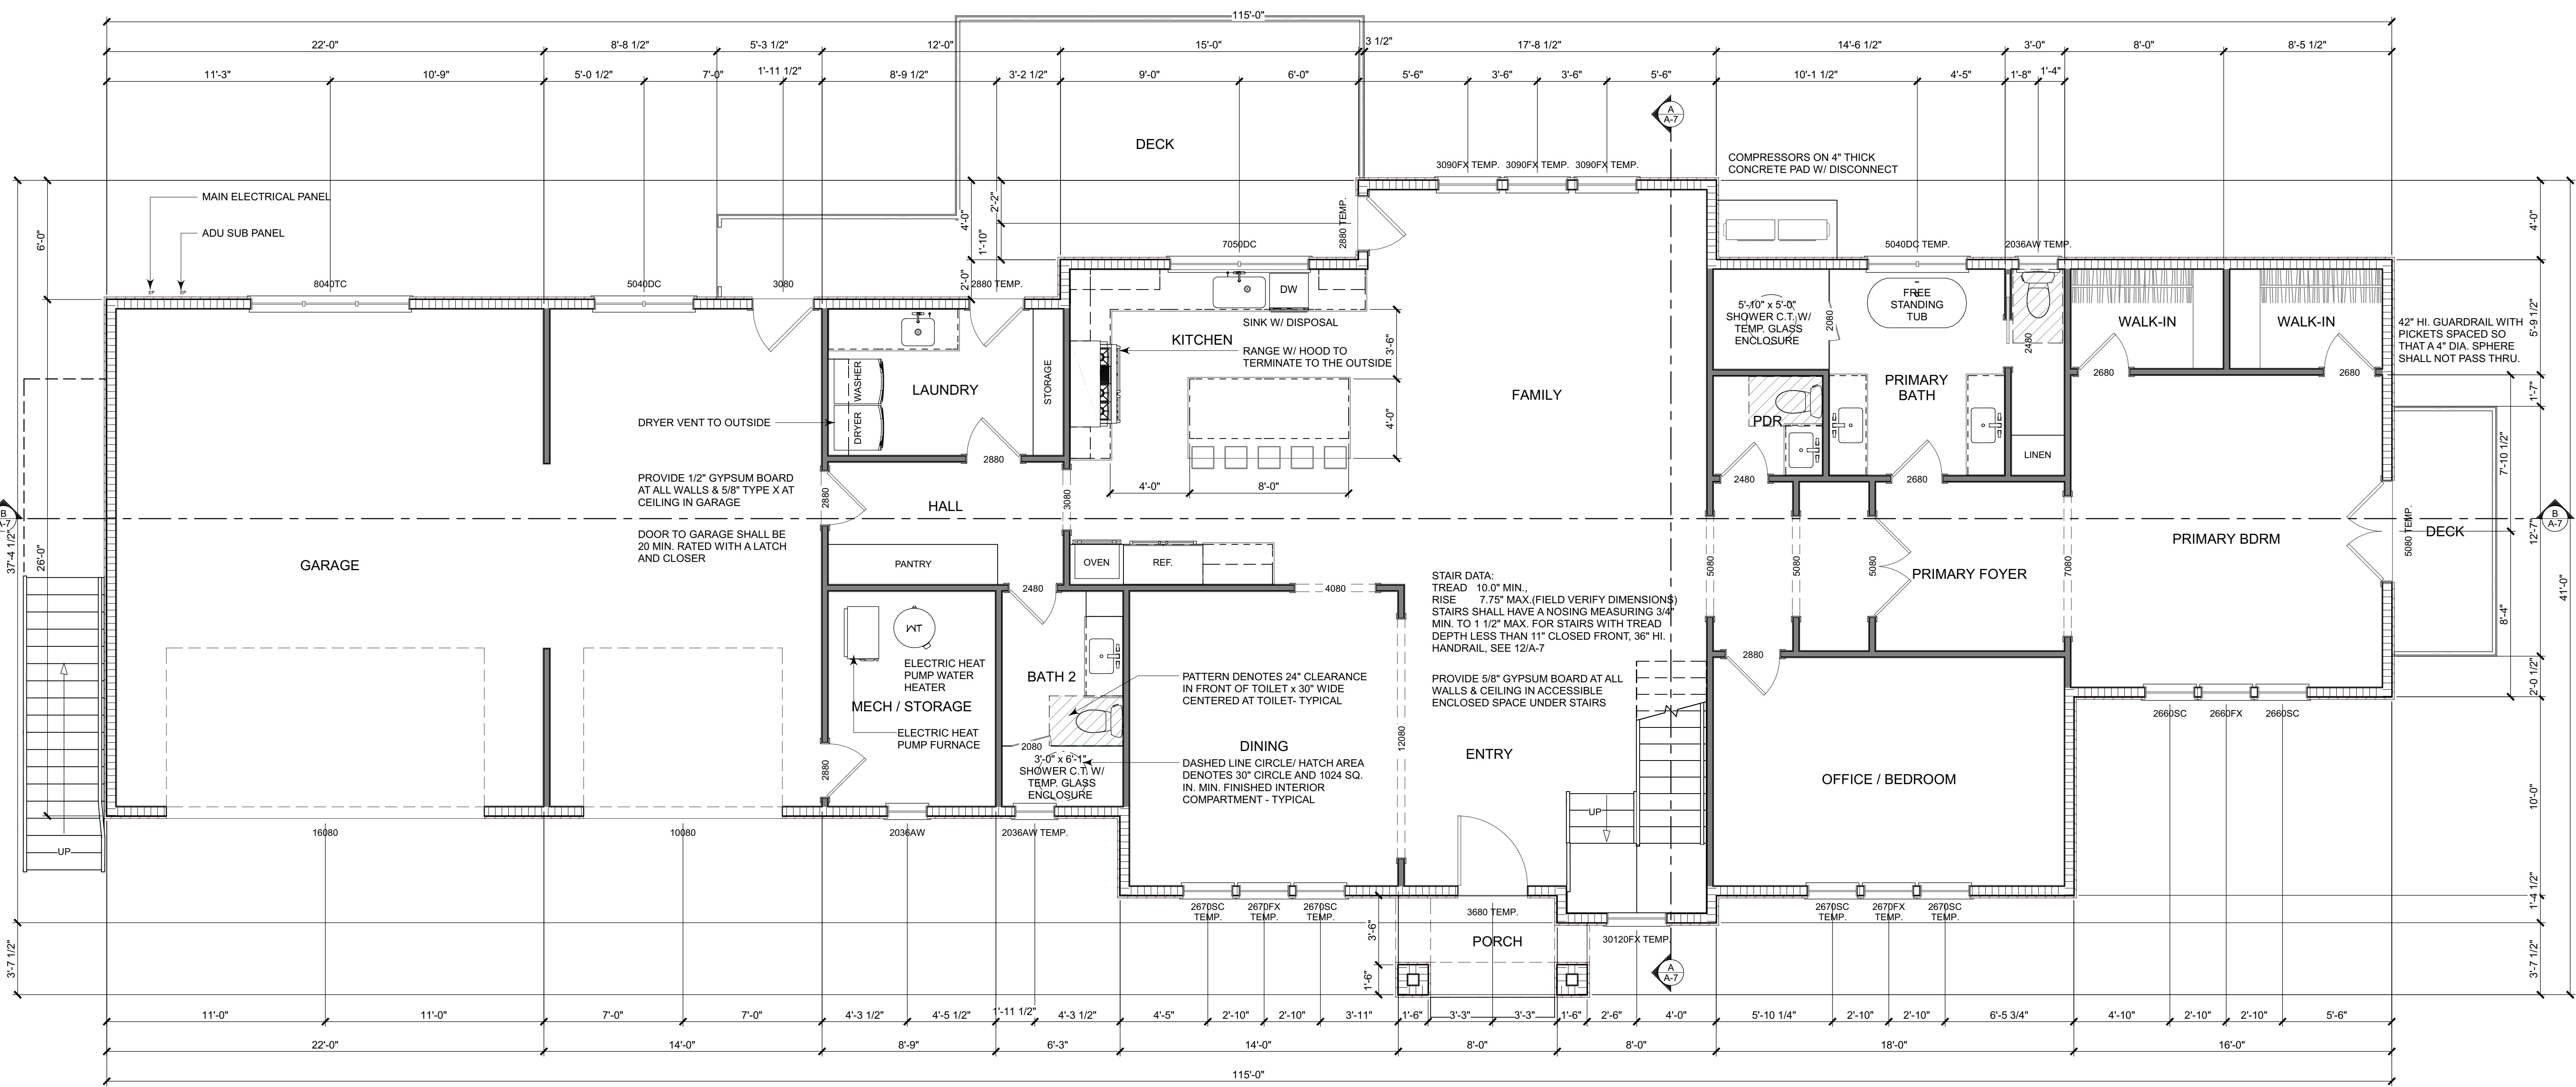 115'-0"
22'-0"
8'-8 1/2"
5'-3 1/2"
12'-0"
15'-0"
3 1/2"
17'-8 1/2"
14'-6 1/2"
3'-0"
8'-0"
8'-5 1/2"
11'-3"
10'-9"
5'-0 1/2"
7'-0"
1'-11 1/2"
8'-9 1/2"
3'-2 1/2"
9'-0"
6'-0"
5'-6"
3'-6"
3'-6"
5'-6"
10'-1 1/2"
4'-5"
1'-8"
1'-4"
A
A-7
DECK
3090FX TEMP.
3090FX TEMP.
3090FX TEMP.
COMPRESSORS ON 4" THICK
CONCRETE PAD W/ DISCONNECT
MAIN ELECTRICAL PANEL
ADU SUB PANEL
6'-0"
4'-0"
2'-2"
1'-10"
2'-0"
2880 TEMP.
4'-0"
7050DC
5040DC TEMP.
2036AW TEMP.
8040TC
5040DC
3080
2880 TEMP.
DW
SINK W/ DISPOSAL
KITCHEN
RANGE W/ HOOD TO
TERMINATE TO THE OUTSIDE
3'-6"
4'-0"
4'-0"
8'-0"
5'-10" x 5'-0"
SHOWER C.T. W/
TEMP. GLASS
ENCLOSURE
2080
FREE
STANDING
TUB
2480
WALK-IN
WALK-IN
2680
2680
42" HI. GUARDRAIL WITH
PICKETS SPACED SO
THAT A 4" DIA. SPHERE
SHALL NOT PASS THRU.
5'-9 1/2"
1'-7"
WASHER
DRYER
LAUNDRY
STORAGE
FAMILY
PRIMARY
BATH
PDR
LINEN
DRYER VENT TO OUTSIDE
2880
2480
2680
7'-10 1/2"
PROVIDE 1/2" GYPSUM BOARD
AT ALL WALLS & 5/8" TYPE X AT
CEILING IN GARAGE
2880
HALL
3080
B
A-7
B
A-7
DOOR TO GARAGE SHALL BE
20 MIN. RATED WITH A LATCH
AND CLOSER
37'-4 1/2"
26'-0"
GARAGE
PANTRY
OVEN
REF.
2480
4080
5080
5080
5080
PRIMARY FOYER
7080
PRIMARY BDRM
5080 TEMP.
DECK
12'-7"
41'-0"
8'-4"
STAIR DATA:
TREAD 10.0" MIN.,
RISE 7.75" MAX.(FIELD VERIFY DIMENSIONS)
STAIRS SHALL HAVE A NOSING MEASURING 3/4"
MIN. TO 1 1/2" MAX. FOR STAIRS WITH TREAD
DEPTH LESS THAN 11" CLOSED FRONT, 36" HI.
HANDRAIL, SEE 12/A-7
PROVIDE 5/8" GYPSUM BOARD AT ALL
WALLS & CEILING IN ACCESSIBLE
ENCLOSED SPACE UNDER STAIRS
2880
2'-0 1/2"
ELECTRIC HEAT
PUMP WATER
HEATER
MECH / STORAGE
ELECTRIC HEAT
PUMP FURNACE
2880
BATH 2
PATTERN DENOTES 24" CLEARANCE
IN FRONT OF TOILET x 30" WIDE
CENTERED AT TOILET- TYPICAL
2080
3'-0" x 6'-1"
SHOWER C.T. W/
TEMP. GLASS
ENCLOSURE
DINING
DASHED LINE CIRCLE/ HATCH AREA
DENOTES 30" CIRCLE AND 1024 SQ.
IN. MIN. FINISHED INTERIOR
COMPARTMENT - TYPICAL
12080
ENTRY
OFFICE / BEDROOM
2660SC
2660FX
2660SC
10'-0"
UP
UP
16080
10080
2036AW
2036AW TEMP.
2670SC
TEMP.
2670FX
TEMP.
2670SC
TEMP.
3680 TEMP.
2670SC
TEMP.
2670FX
TEMP.
2670SC
TEMP.
1'-4 1/2"
3'-6"
1'-6"
PORCH
30120FX TEMP.
A
A-7
3'-7 1/2"
3'-7 1/2"
11'-0"
11'-0"
7'-0"
7'-0"
4'-3 1/2"
4'-5 1/2"
1'-11 1/2"
4'-3 1/2"
4'-5"
2'-10"
2'-10"
3'-11"
1'-6"
3'-3"
3'-3"
1'-6"
2'-6"
4'-0"
5'-10 1/4"
2'-10"
2'-10"
6'-5 3/4"
4'-10"
2'-10"
2'-10"
5'-6"
22'-0"
14'-0"
8'-9"
6'-3"
14'-0"
8'-0"
8'-0"
18'-0"
16'-0"
115'-0"